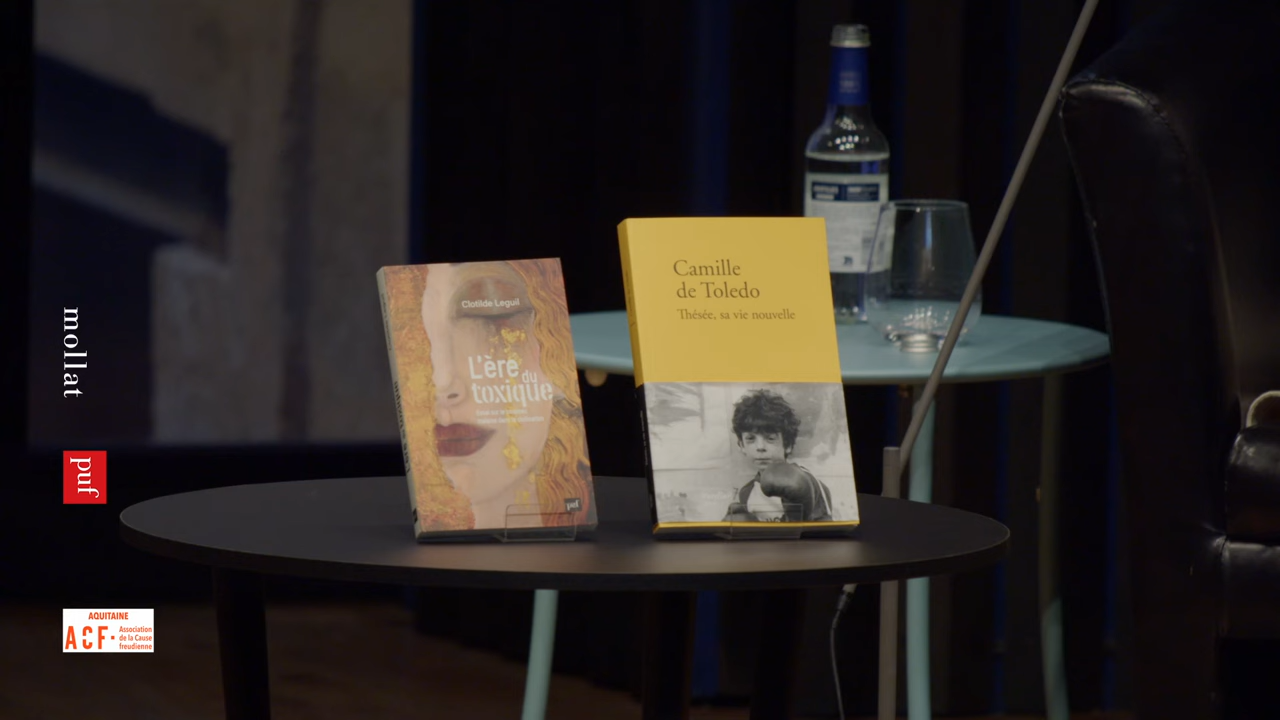 mollat
puf
AQUITAINE
ACF
Association
de la Cause
freudienne
Clotilde Leguil
L'ère du
toxique
puf
Camille
de Toledo
Thésée, sa vie nouvelle